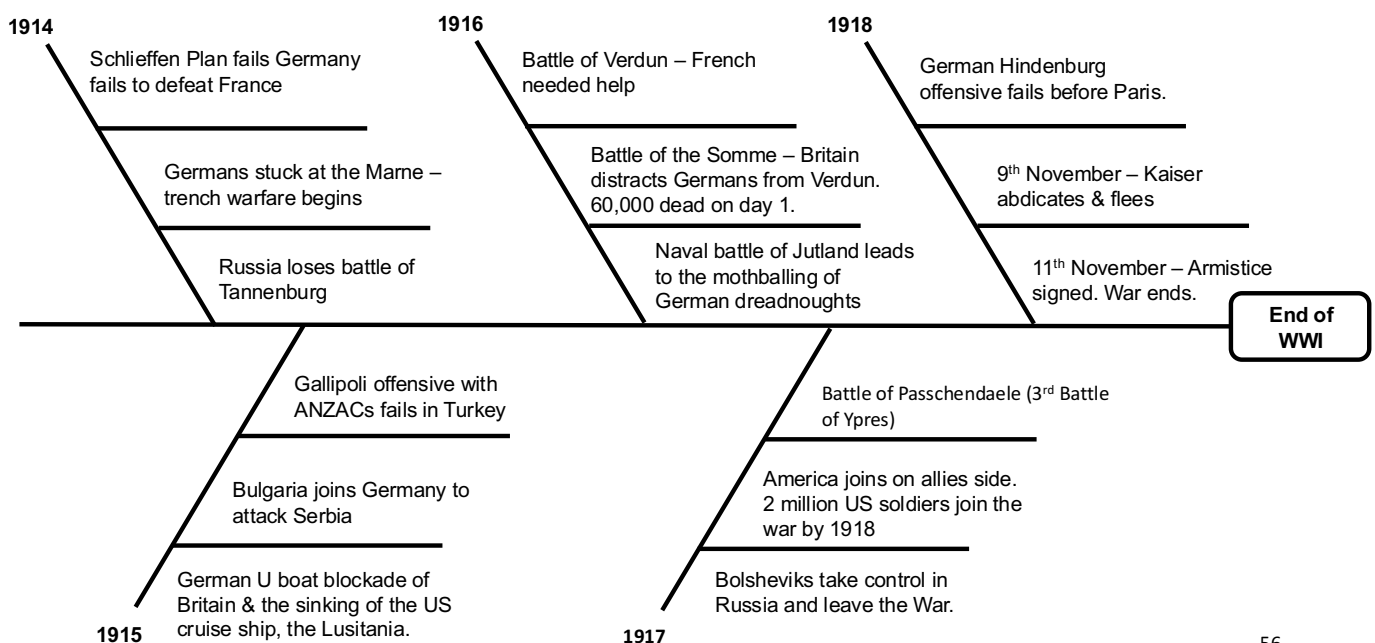 1914
Schlieffen Plan fails Germany
fails to defeat France
Germans stuck at the Marne –
trench warfare begins
Russia loses battle of
Tannenburg
1916
Battle of Verdun – French
needed help
Battle of the Somme – Britain
distracts Germans from Verdun.
60,000 dead on day 1.
Naval battle of Jutland leads
to the mothballing of
German dreadnoughts
1918
German Hindenburg
offensive fails before Paris.
9th November – Kaiser
abdicates & flees
11th November – Armistice
signed. War ends.
End of
WWI
Gallipoli offensive with
ANZACs fails in Turkey
Bulgaria joins Germany to
attack Serbia
German U boat blockade of
Britain & the sinking of the US
cruise ship, the Lusitania.
1915
Battle of Passchendaele (3rd Battle
of Ypres)
America joins on allies side.
2 million US soldiers join the
war by 1918
Bolsheviks take control in
Russia and leave the War.
1917
56